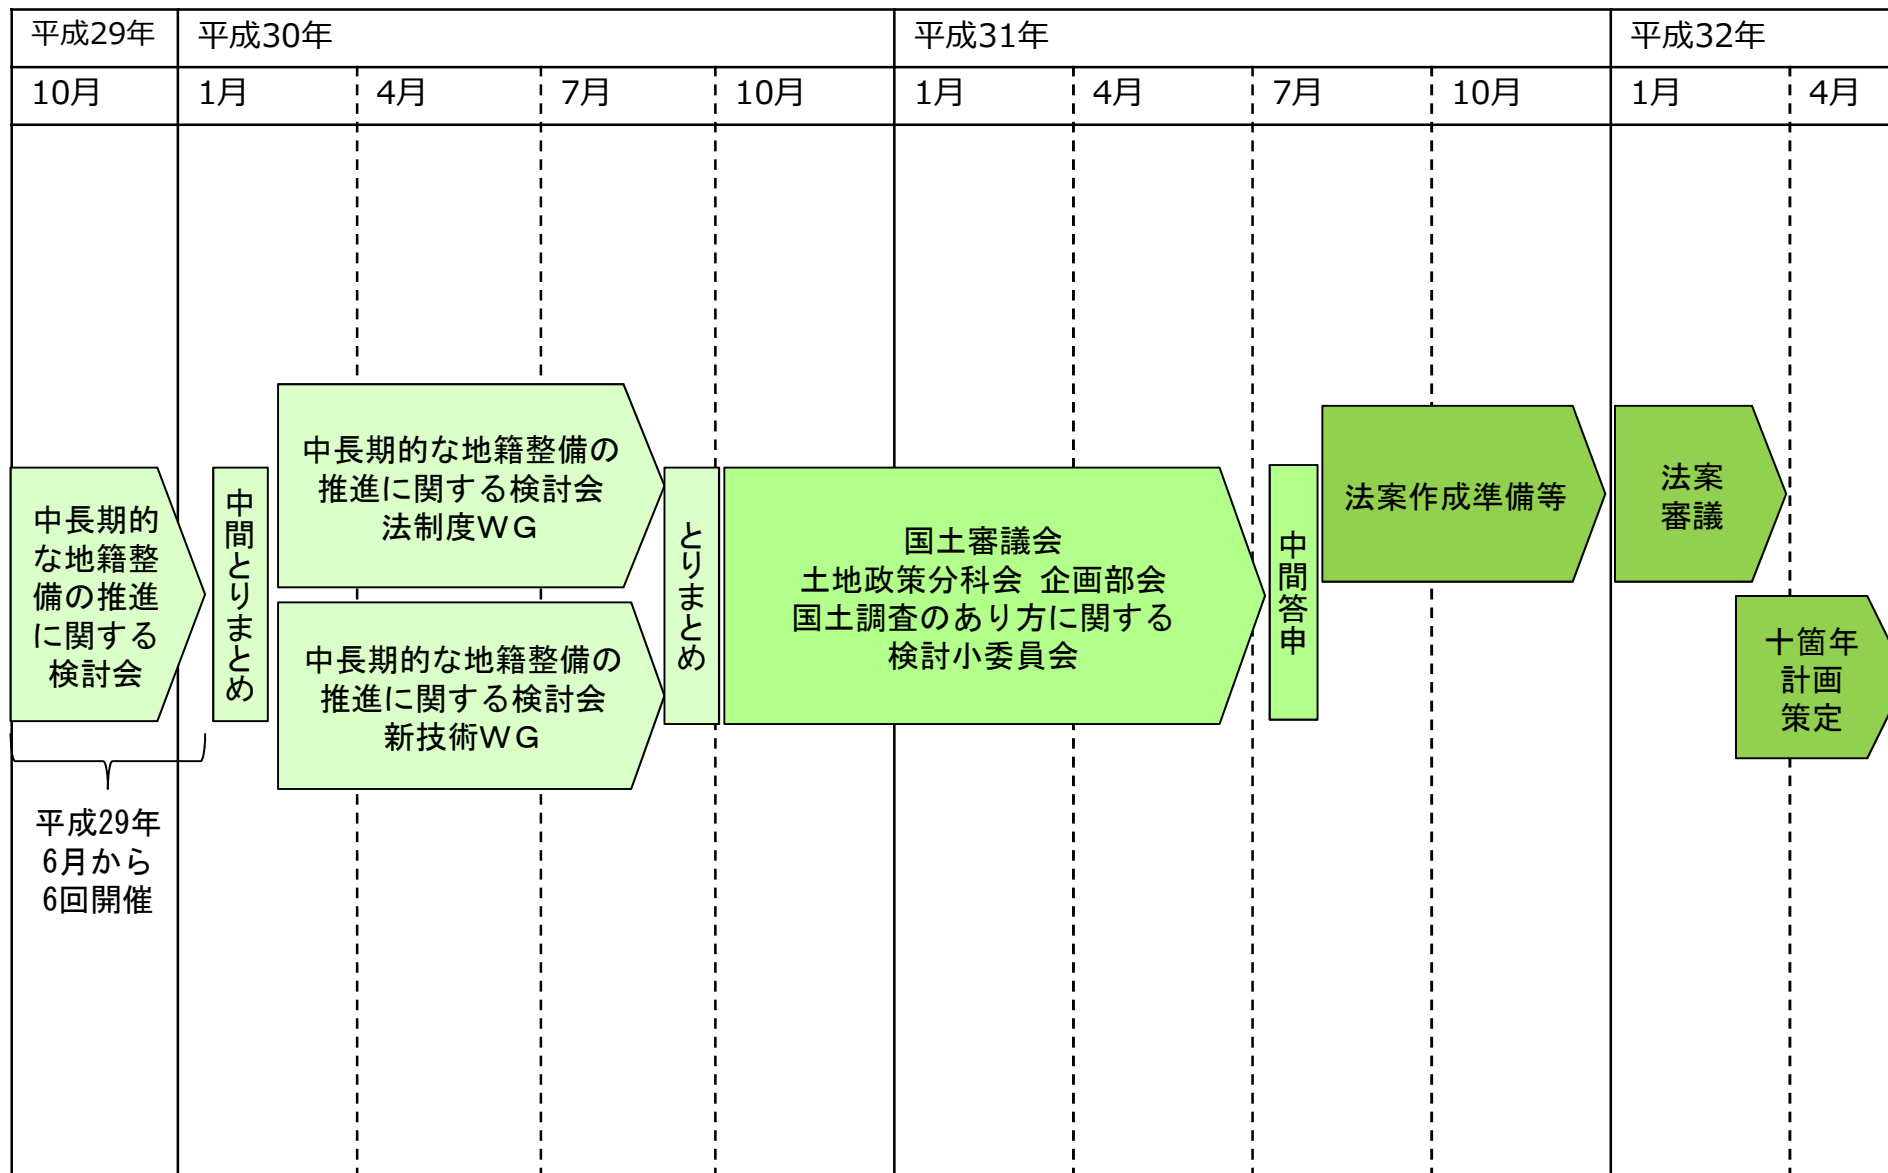 平成29年 平成30年 平成31年 平成32年
10月 1月 4月 7月 10月 1月 4月 7月 10月 1月 4月
中長期的
な地籍整
備の推進
に関する
検討会
平成29年
6月から
6回開催
中間とりまとめ
中長期的な地籍整備の
推進に関する検討会
法制度ＷＧ
中長期的な地籍整備の
推進に関する検討会
新技術ＷＧ
とりまとめ
国土審議会
土地政策分科会 企画部会
国土調査のあり方に関する
検討小委員会
中間答申
法案作成準備等
法案
審議
十箇年
計画
策定